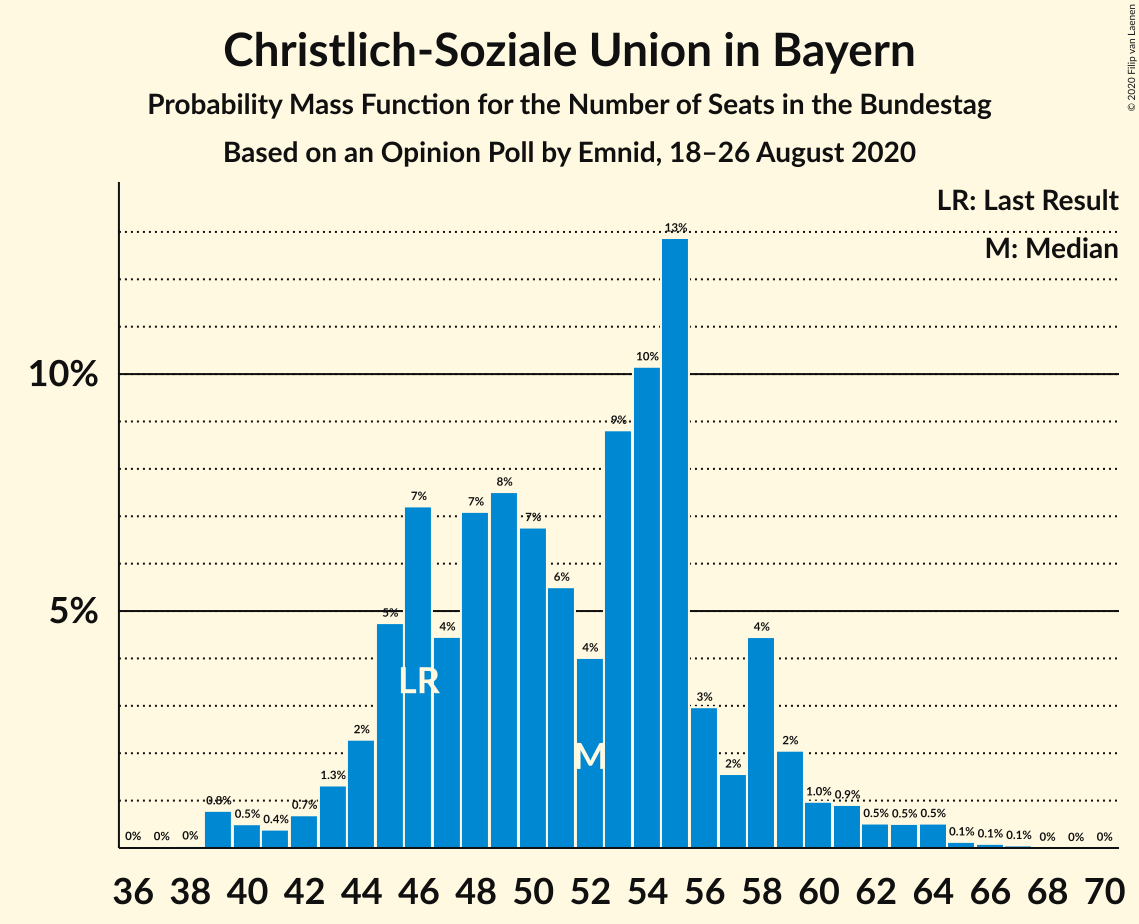 Christlich-Soziale Union in Bayern
Probability Mass Function for the Number of Seats in the Bundestag
Based on an Opinion Poll by Emnid, 18–26 August 2020
© 2020 Filip van Laenen
LR: Last Result
M: Median
10%
5%
0% 0% 0% 0.8% 0.5% 0.4% 0.7% 1.3% 2% 5% 7% 4% 7% 8% 7% 6% 4% 9% 10% 13% 3% 2% 4% 2% 1.0% 0.9% 0.5% 0.5% 0.5% 0.1% 0.1% 0.1% 0% 0% 0%
LR
M
36 38 40 42 44 46 48 50 52 54 56 58 60 62 64 66 68 70